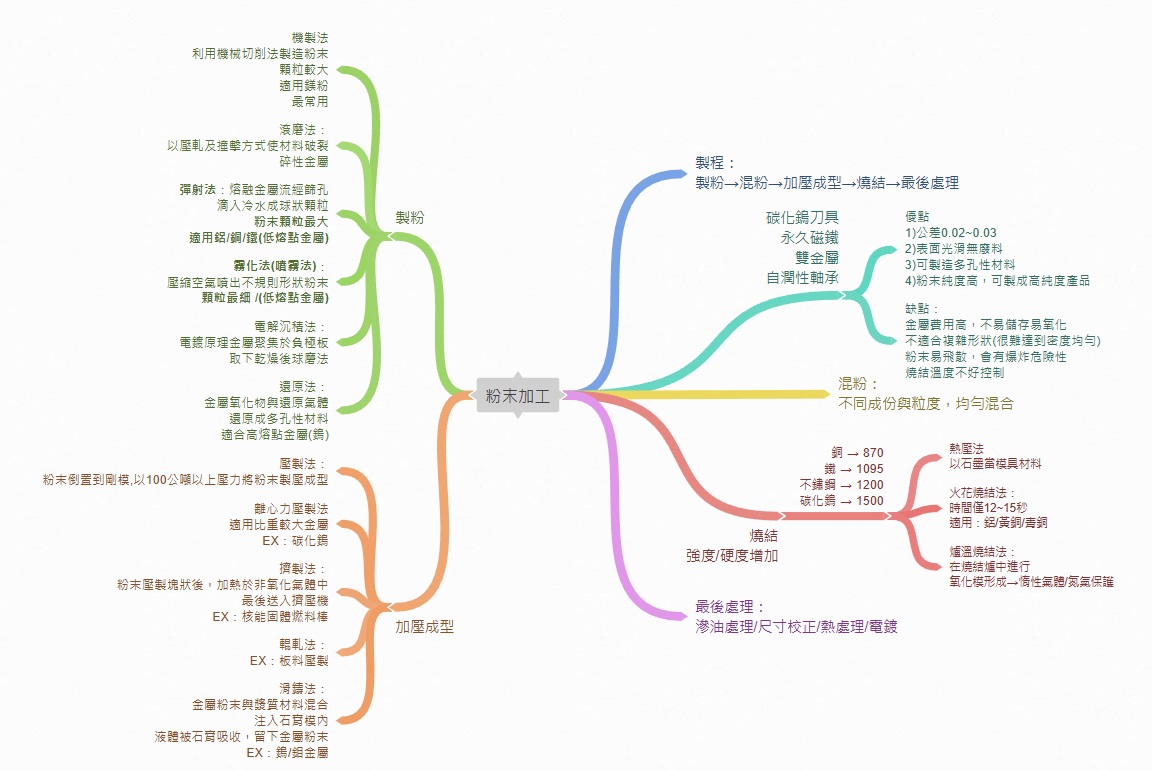 粉末加工
製程：
製粉→混粉→加壓成型→燒結→最後處理
碳化鎢刀具
永久磁鐵
雙金屬
自潤性軸承
優點
1)公差0.02~0.03
2)表面光滑無廢料
3)可製造多孔性材料
4)粉末純度高，可製成高純度產品
缺點：
金屬費用高，不易儲存易氧化
不適合複雜形狀(很難達到密度均勻)
粉末易飛散，會有爆炸危險性
燒結溫度不好控制
混粉：
不同成份與粒度，均勻混合
燒結
強度/硬度增加
銅 → 870
鐵 → 1095
不鏽鋼 → 1200
碳化鎢 → 1500
熱壓法
以石墨當模具材料
火花燒結法：
時間僅12~15秒
適用：鋁/黃銅/青銅
爐溫燒結法：
在燒結爐中進行
氧化模形成→惰性氣體/氮氣保護
最後處理：
滲油處理/尺寸校正/熱處理/電鍍
製粉
機製法
利用機械切削法製造粉末
顆粒較大
適用鎂粉
最常用
滾磨法：
以壓軋及撞擊方式使材料破裂
碎性金屬
彈射法：熔融金屬流經篩孔
滴入冷水成球狀顆粒
粉末顆粒最大
適用鋁/銅/鐵(低熔點金屬)
霧化法(噴霧法)：
壓縮空氣噴出不規則形狀粉末
顆粒最細 /(低熔點金屬)
電解沉積法：
電鍍原理金屬聚集於負極板
取下乾燥後球磨法
還原法：
金屬氧化物與還原氣體
還原成多孔性材料
適合高熔點金屬(鎢)
加壓成型
壓製法：
粉末倒置到剛模,以100公噸以上壓力將粉末製壓成型
離心力壓製法
適用比重較大金屬
EX：碳化鎢
擠製法：
粉末壓製塊狀後，加熱於非氧化氣體中
最後送入擠壓機
EX：核能固體燃料棒
輥軋法：
EX：板料壓製
滑鑄法：
金屬粉末與漿質材料混合
注入石膏模內
液體被石膏吸收，留下金屬粉末
EX：鎢/鉬金屬